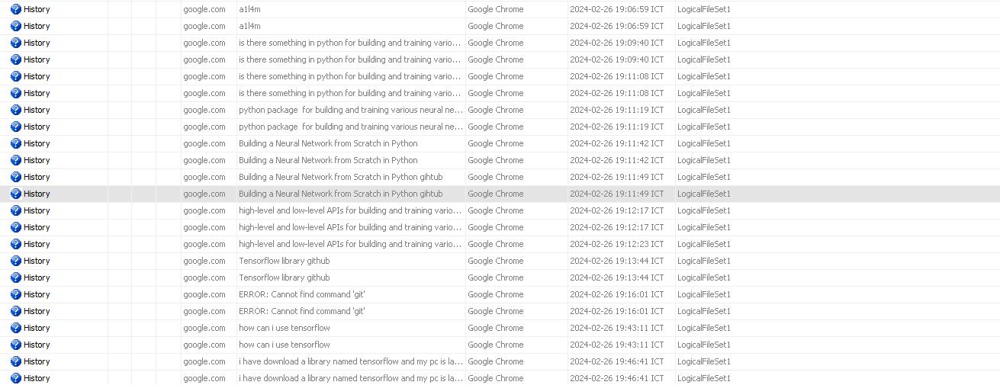 History google.com a1l4m Google Chrome 2024-02-26 19:06:59 ICT LogicalFileSet1
History google.com a1l4m Google Chrome 2024-02-26 19:06:59 ICT LogicalFileSet1
History google.com is there something in python for building and training vario... Google Chrome 2024-02-26 19:09:40 ICT LogicalFileSet1
History google.com is there something in python for building and training vario... Google Chrome 2024-02-26 19:09:40 ICT LogicalFileSet1
History google.com is there something in python for building and training vario... Google Chrome 2024-02-26 19:11:08 ICT LogicalFileSet1
History google.com is there something in python for building and training vario... Google Chrome 2024-02-26 19:11:08 ICT LogicalFileSet1
History google.com python package  for building and training various neural ne... Google Chrome 2024-02-26 19:11:19 ICT LogicalFileSet1
History google.com python package  for building and training various neural ne... Google Chrome 2024-02-26 19:11:19 ICT LogicalFileSet1
History google.com Building a Neural Network from Scratch in Python Google Chrome 2024-02-26 19:11:42 ICT LogicalFileSet1
History google.com Building a Neural Network from Scratch in Python Google Chrome 2024-02-26 19:11:42 ICT LogicalFileSet1
History google.com Building a Neural Network from Scratch in Python gihtub Google Chrome 2024-02-26 19:11:49 ICT LogicalFileSet1
History google.com Building a Neural Network from Scratch in Python gihtub Google Chrome 2024-02-26 19:11:49 ICT LogicalFileSet1
History google.com high-level and low-level APIs for building and training vario... Google Chrome 2024-02-26 19:12:17 ICT LogicalFileSet1
History google.com high-level and low-level APIs for building and training vario... Google Chrome 2024-02-26 19:12:17 ICT LogicalFileSet1
History google.com high-level and low-level APIs for building and training vario... Google Chrome 2024-02-26 19:12:23 ICT LogicalFileSet1
History google.com Tensorflow library github Google Chrome 2024-02-26 19:13:44 ICT LogicalFileSet1
History google.com Tensorflow library github Google Chrome 2024-02-26 19:13:44 ICT LogicalFileSet1
History google.com ERROR: Cannot find command 'git' Google Chrome 2024-02-26 19:16:01 ICT LogicalFileSet1
History google.com ERROR: Cannot find command 'git' Google Chrome 2024-02-26 19:16:01 ICT LogicalFileSet1
History google.com how can i use tensorflow Google Chrome 2024-02-26 19:43:11 ICT LogicalFileSet1
History google.com how can i use tensorflow Google Chrome 2024-02-26 19:43:11 ICT LogicalFileSet1
History google.com i have download a library named tensorflow and my pc is la... Google Chrome 2024-02-26 19:46:41 ICT LogicalFileSet1
History google.com i have download a library named tensorflow and my pc is la... Google Chrome 2024-02-26 19:46:41 ICT LogicalFileSet1